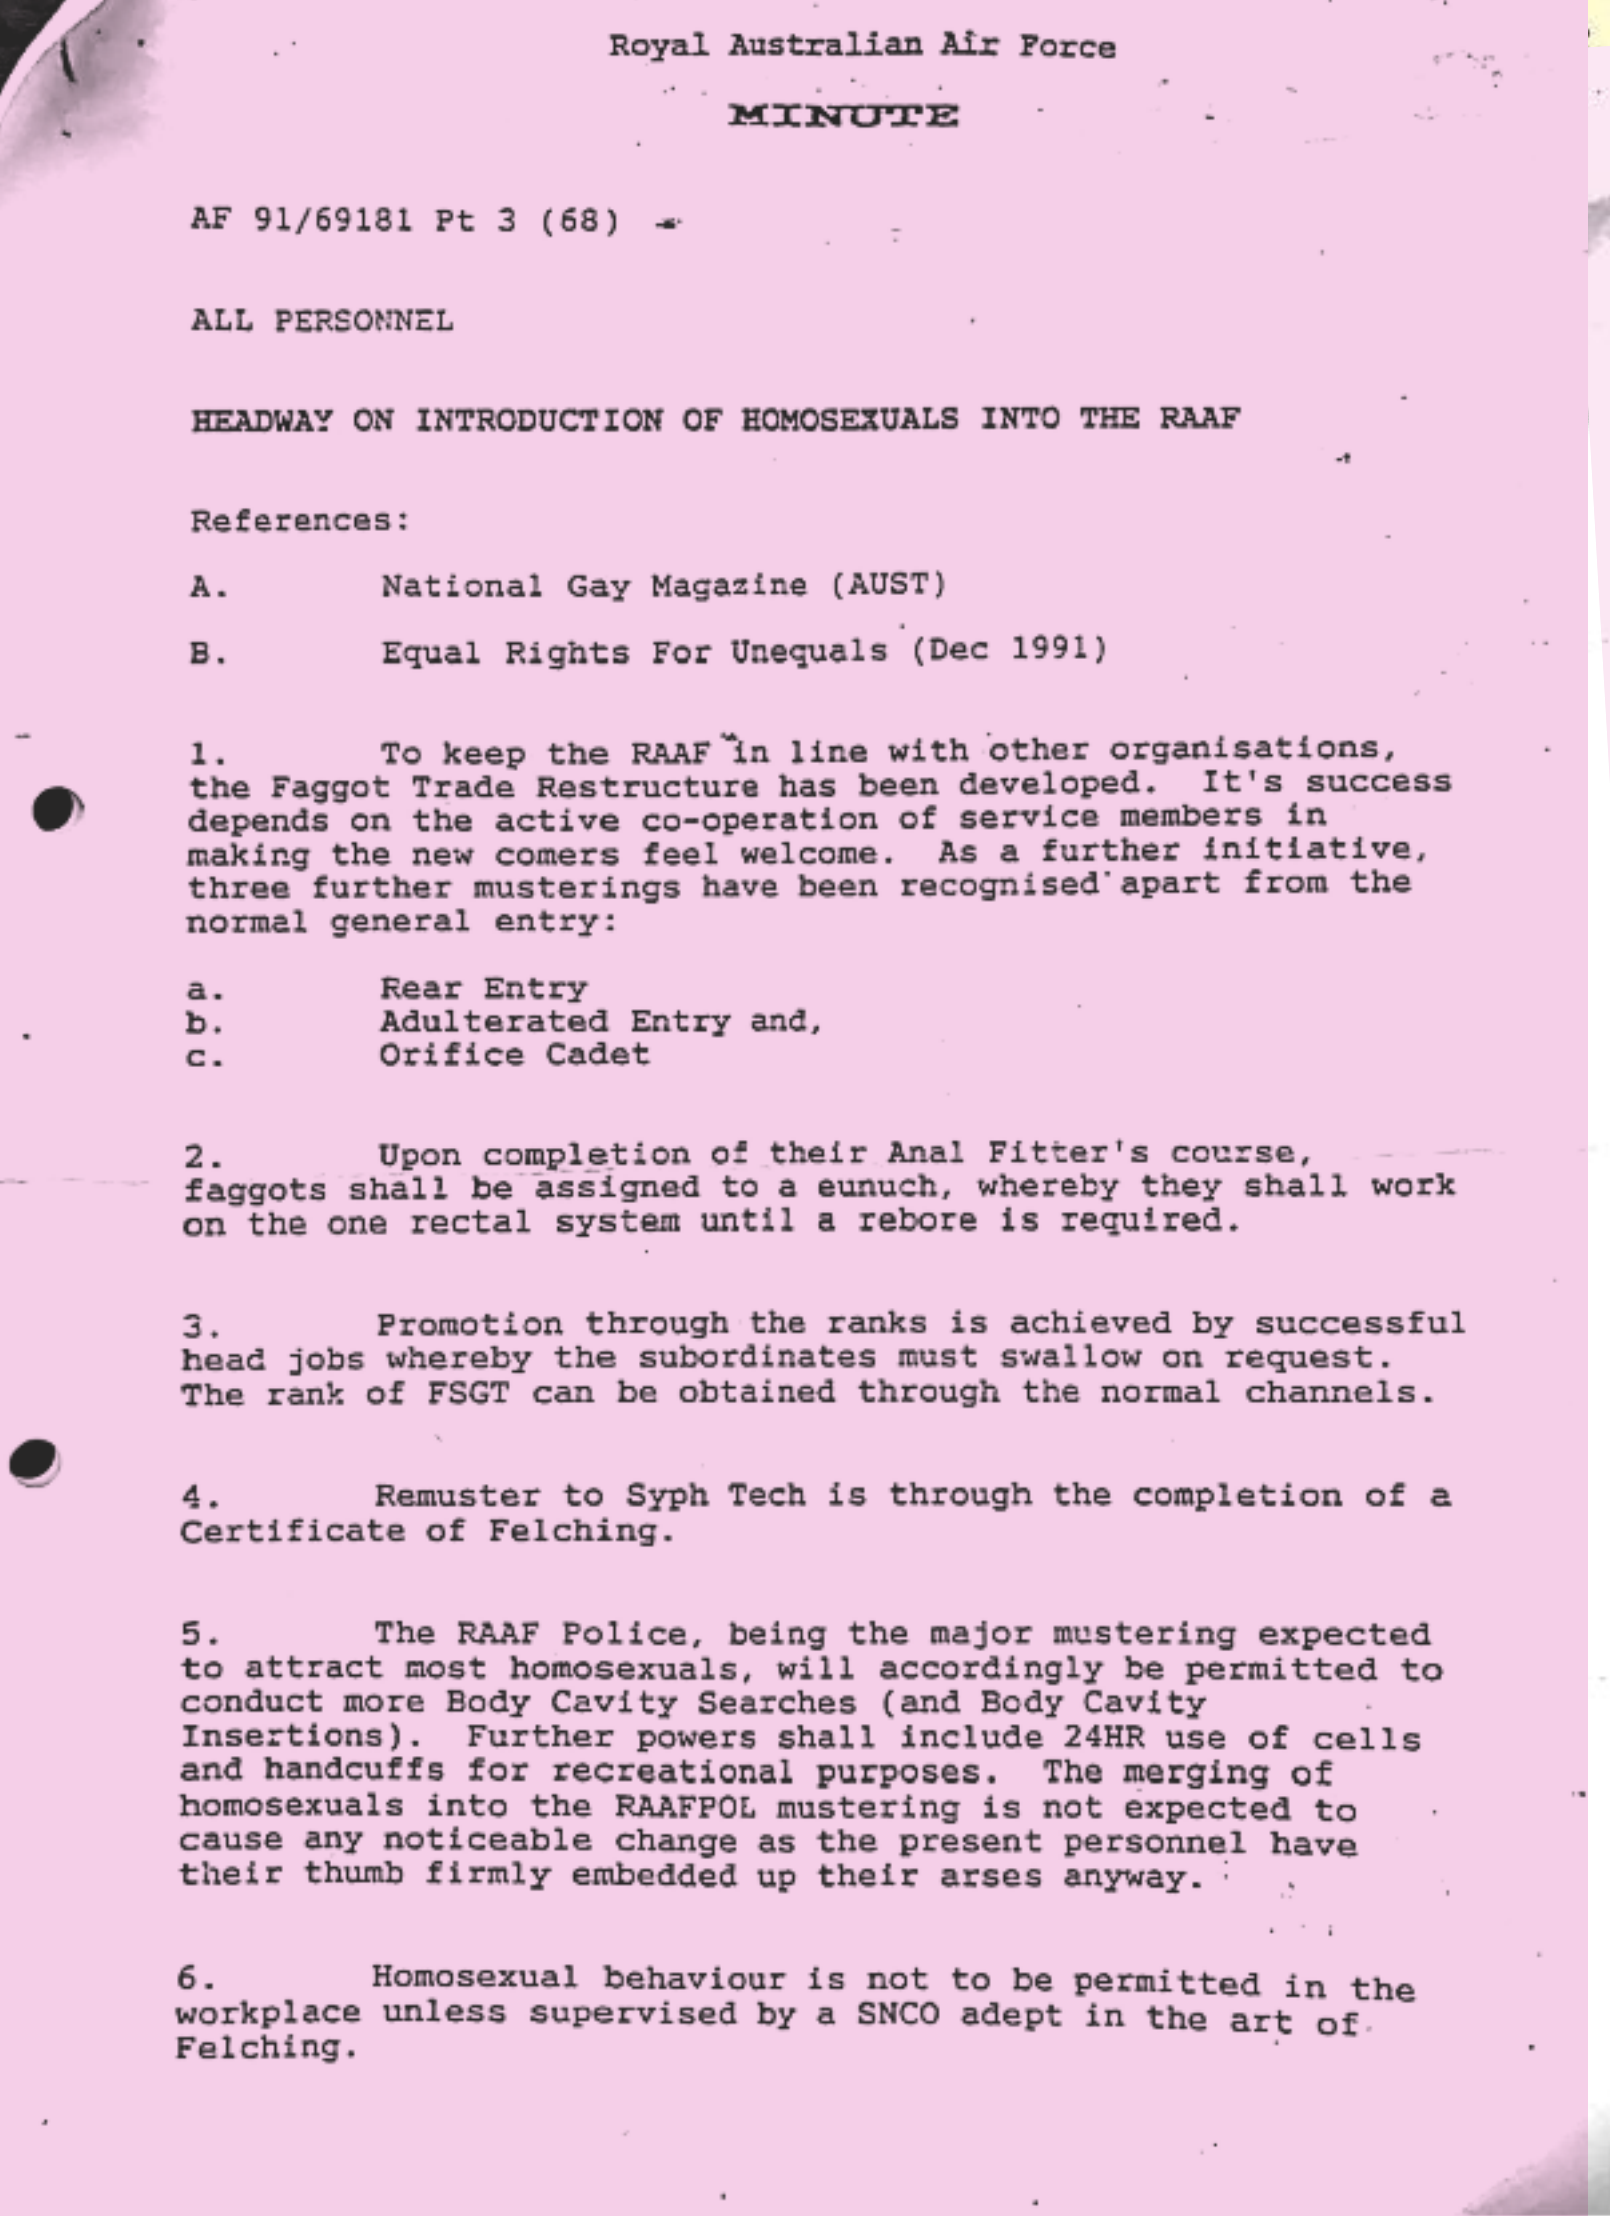 Royal Australian Air Force
MINUTE
AF 91/69181 Pt 3 (68)
ALL PERSONNEL
HEADWAY ON INTRODUCTION OF HOMOSEXUALS INTO THE RAAF
References:
A. National Gay Magazine (AUST)
B. Equal Rights For Unequals (Dec 1991)
1. To keep the RAAF in line with other organisations,
the Faggot Trade Restructure has been developed. It's success
depends on the active co-operation of service members in
making the new comers feel welcome. As a further initiative,
three further musterings have been recognised apart from the
normal general entry:
a. Rear Entry
b. Adulterated Entry and,
c. Orifice Cadet
2. Upon completion of their Anal Fitter's course,
faggots shall be assigned to a eunuch, whereby they shall work
on the one rectal system until a rebore is required.
3. Promotion through the ranks is achieved by successful
head jobs whereby the subordinates must swallow on request.
The rank of FSGT can be obtained through the normal channels.
4. Remuster to Syph Tech is through the completion of a
Certificate of Felching.
5. The RAAF Police, being the major mustering expected
to attract most homosexuals, will accordingly be permitted to
conduct more Body Cavity Searches (and Body Cavity
Insertions). Further powers shall include 24HR use of cells
and handcuffs for recreational purposes. The merging of
homosexuals into the RAAFPOL mustering is not expected to
cause any noticeable change as the present personnel have
their thumb firmly embedded up their arses anyway.
6. Homosexual behaviour is not to be permitted in the
workplace unless supervised by a SNCO adept in the art of
Felching.